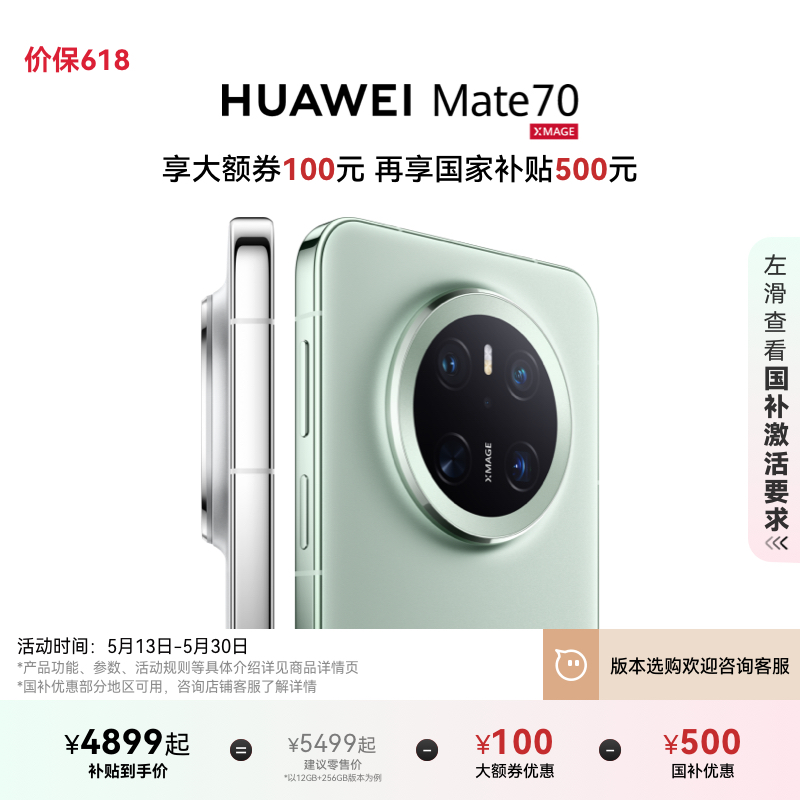 价保618
HUAWEI Mate70
XMAGE
享大额券100元 再享国家补贴500元
左滑查看国补激活要求
XMAGE
活动时间：5月13日-5月30日
*产品功能、参数、活动规则等具体介绍详见商品详情页
*国补优惠部分地区可用，咨询店铺客服了解详情
版本选购欢迎咨询客服
¥4899起 = ¥5499起 - ¥100 - ¥500
补贴到手价 建议零售价 大额券优惠 国补优惠
*以12GB+256GB版本为例